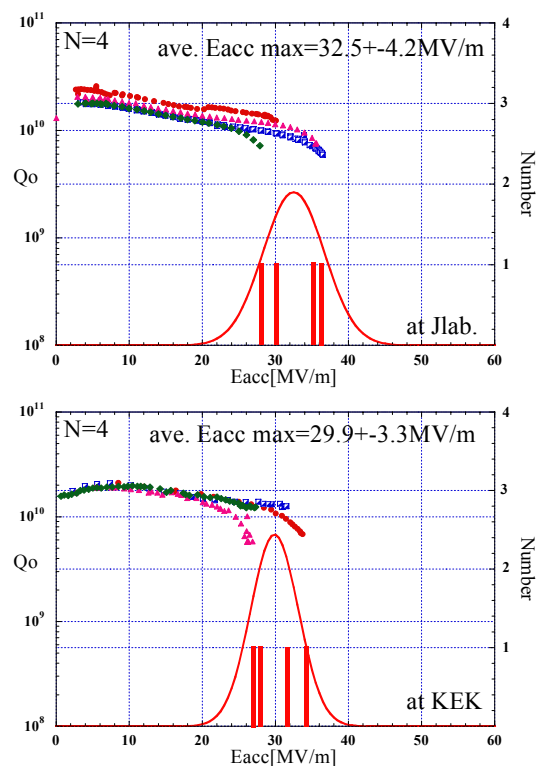 10^11
N=4
ave. Eacc max=32.5+-4.2MV/m
4
10^10
3
Qo
2
Number
10^9
1
at Jlab.
10^8
0
0 10 20 30 40 50 60
Eacc[MV/m]
10^11
N=4
ave. Eacc max=29.9+-3.3MV/m
4
10^10
3
Qo
2
Number
10^9
1
at KEK
10^8
0
0 10 20 30 40 50 60
Eacc[MV/m]